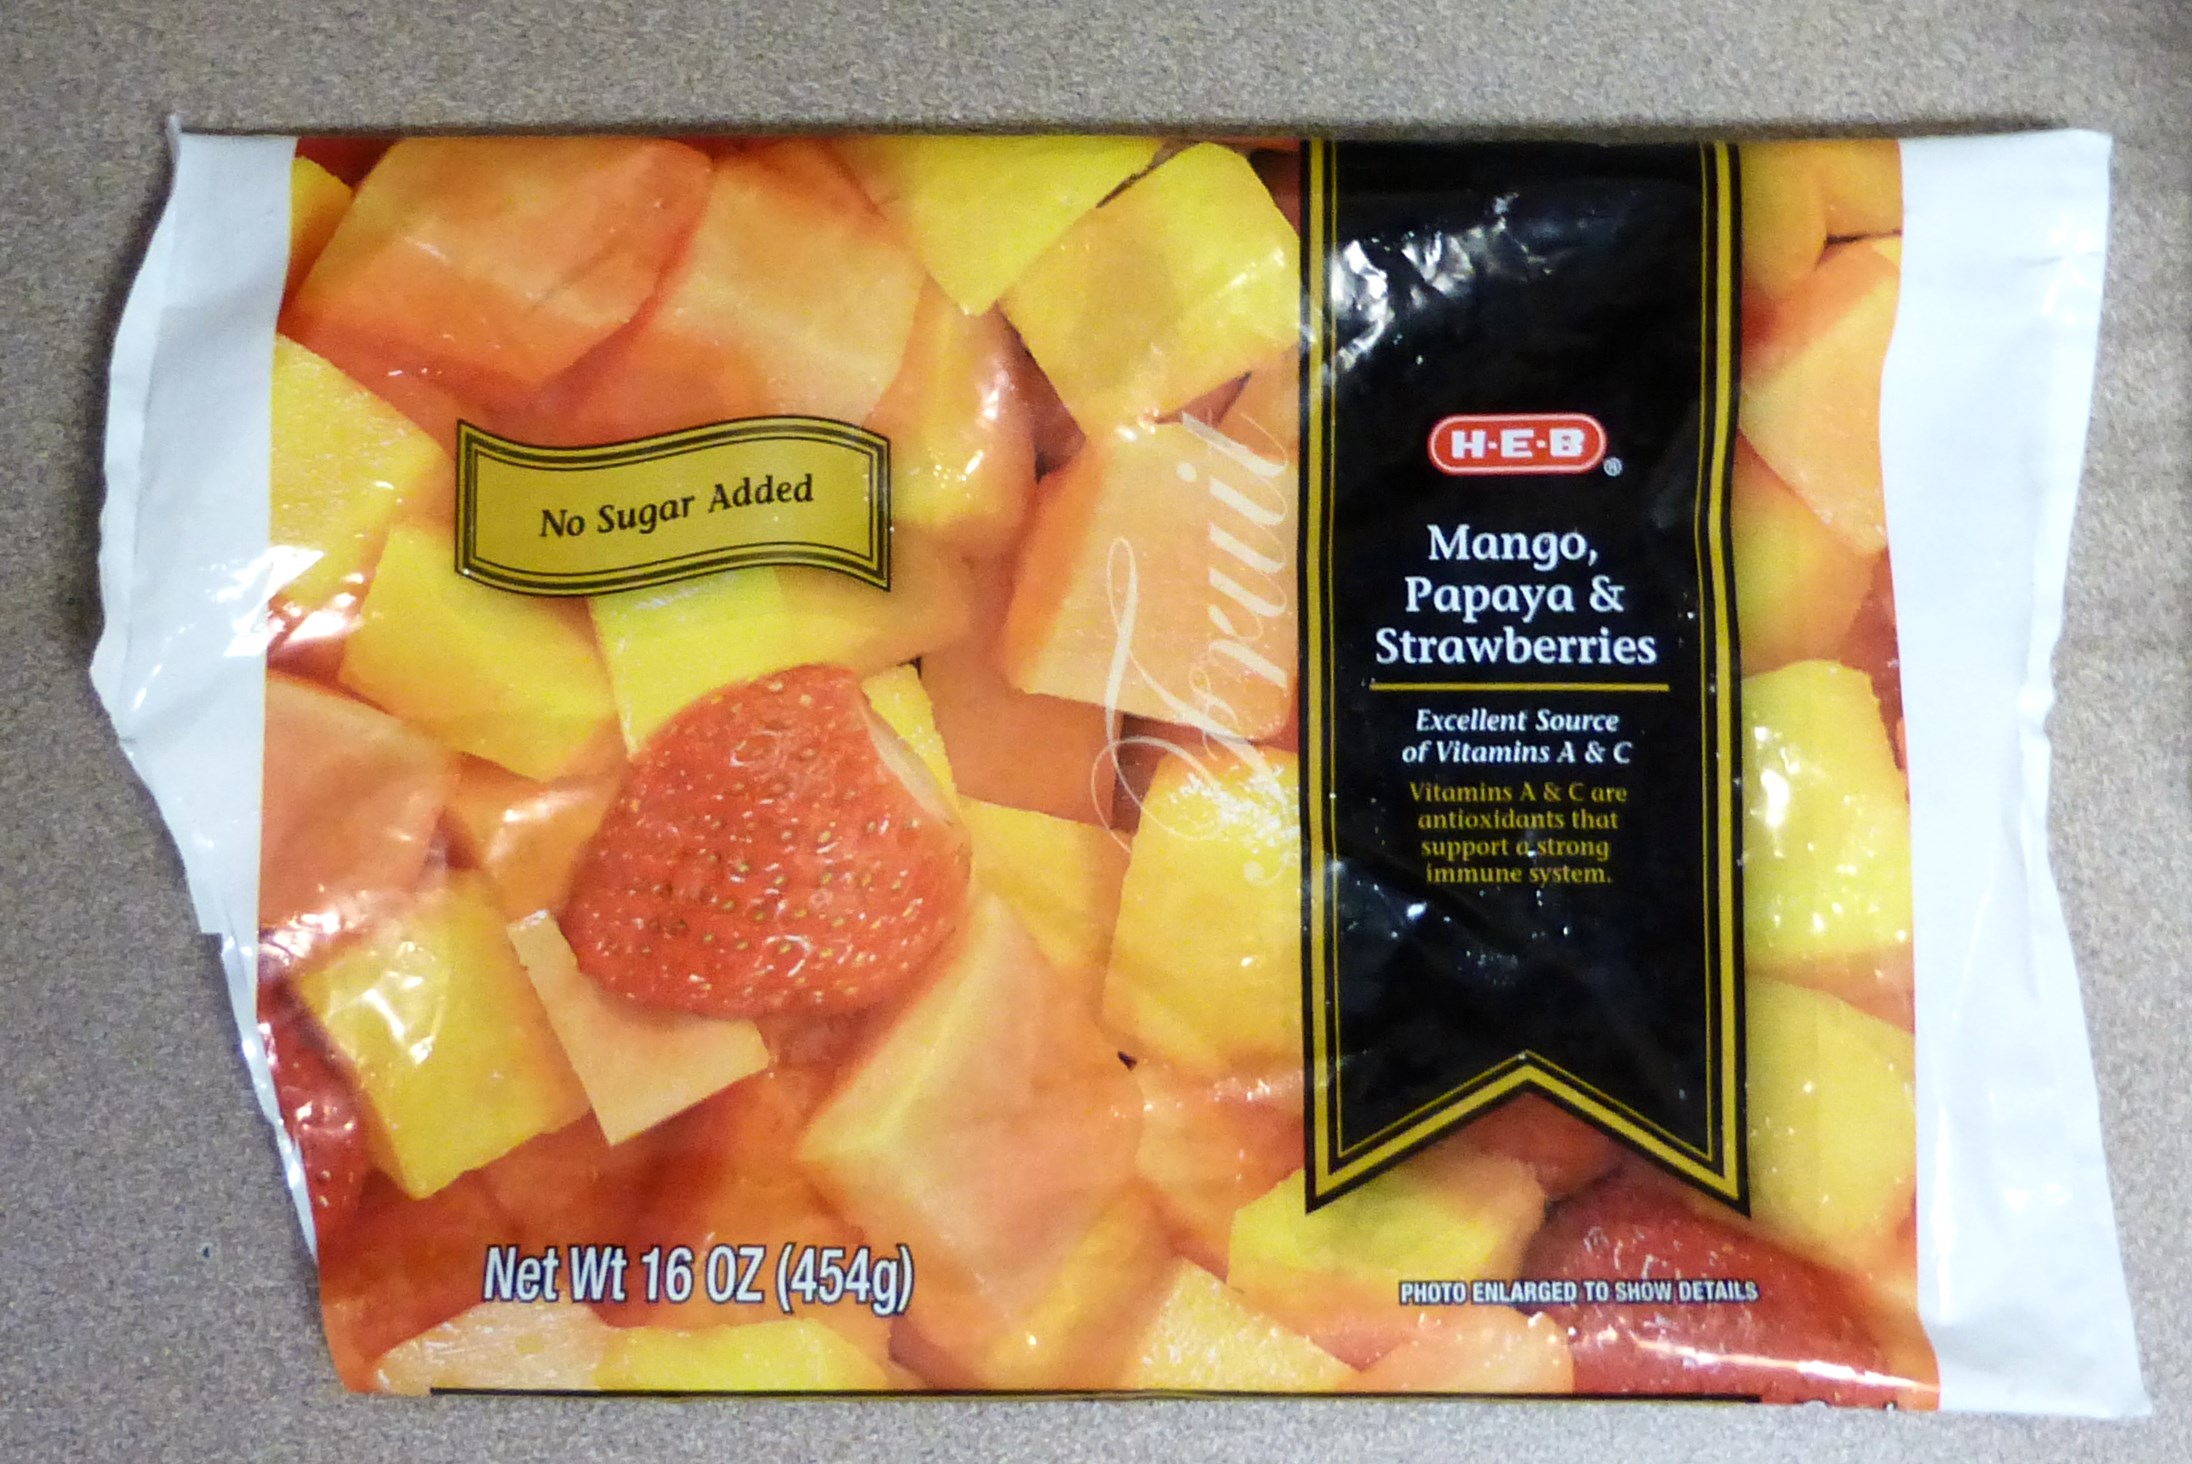 No Sugar Added
Fruit
H-E-B®
Mango,
Papaya &
Strawberries
Excellent Source
of Vitamins A & C
Vitamins A & C are
antioxidants that
support a strong
immune system.
Net Wt 16 OZ (454g)
PHOTO ENLARGED TO SHOW DETAILS